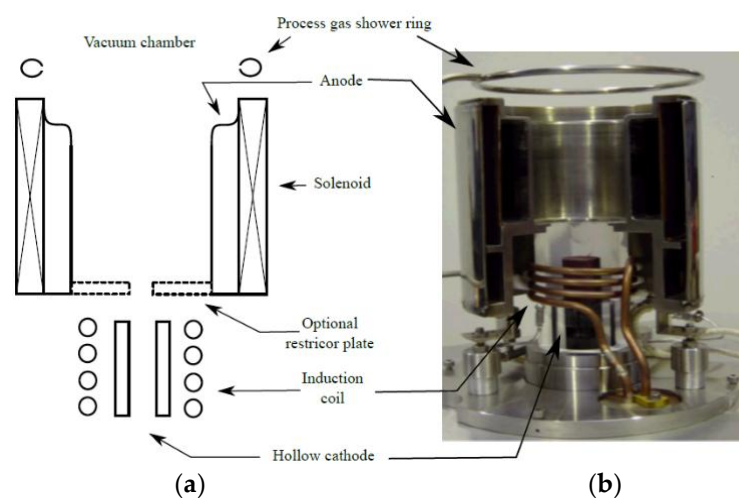 Process gas shower ring
Vacuum chamber
Anode
Solenoid
Optional
restricor plate
Induction
coil
Hollow cathode
(a)
(b)